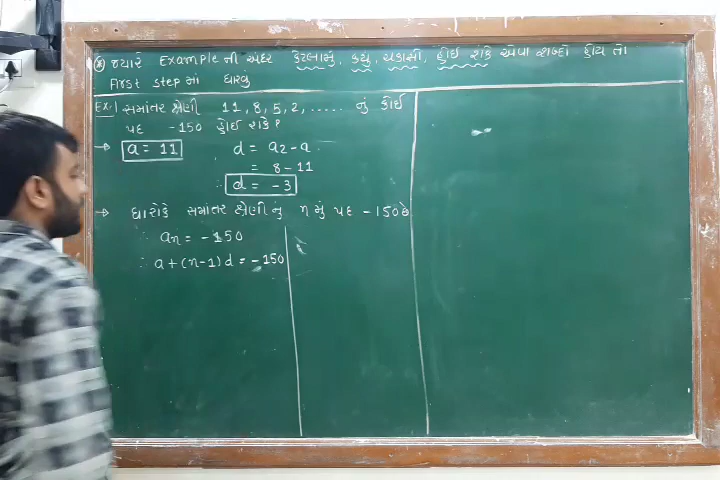 * જ્યારે Example ની અંદર કેટલામું, કયું, ચકાસો, હોઈ શકે એવા શબ્દો હોય તો
First step માં ધારવુ
Ex-1 સમાંતર શ્રેણી 11, 8, 5, 2, ..... નું કોઈ
પદ -150 હોઈ શકે ?
→ a = 11 d = a2 - a
= 8 - 11
∴ d = -3
→ ધારોકે સમાંતર શ્રેણીનું n મું પદ -150 છે
∴ an = -150
∴ a + (n-1) d = -150